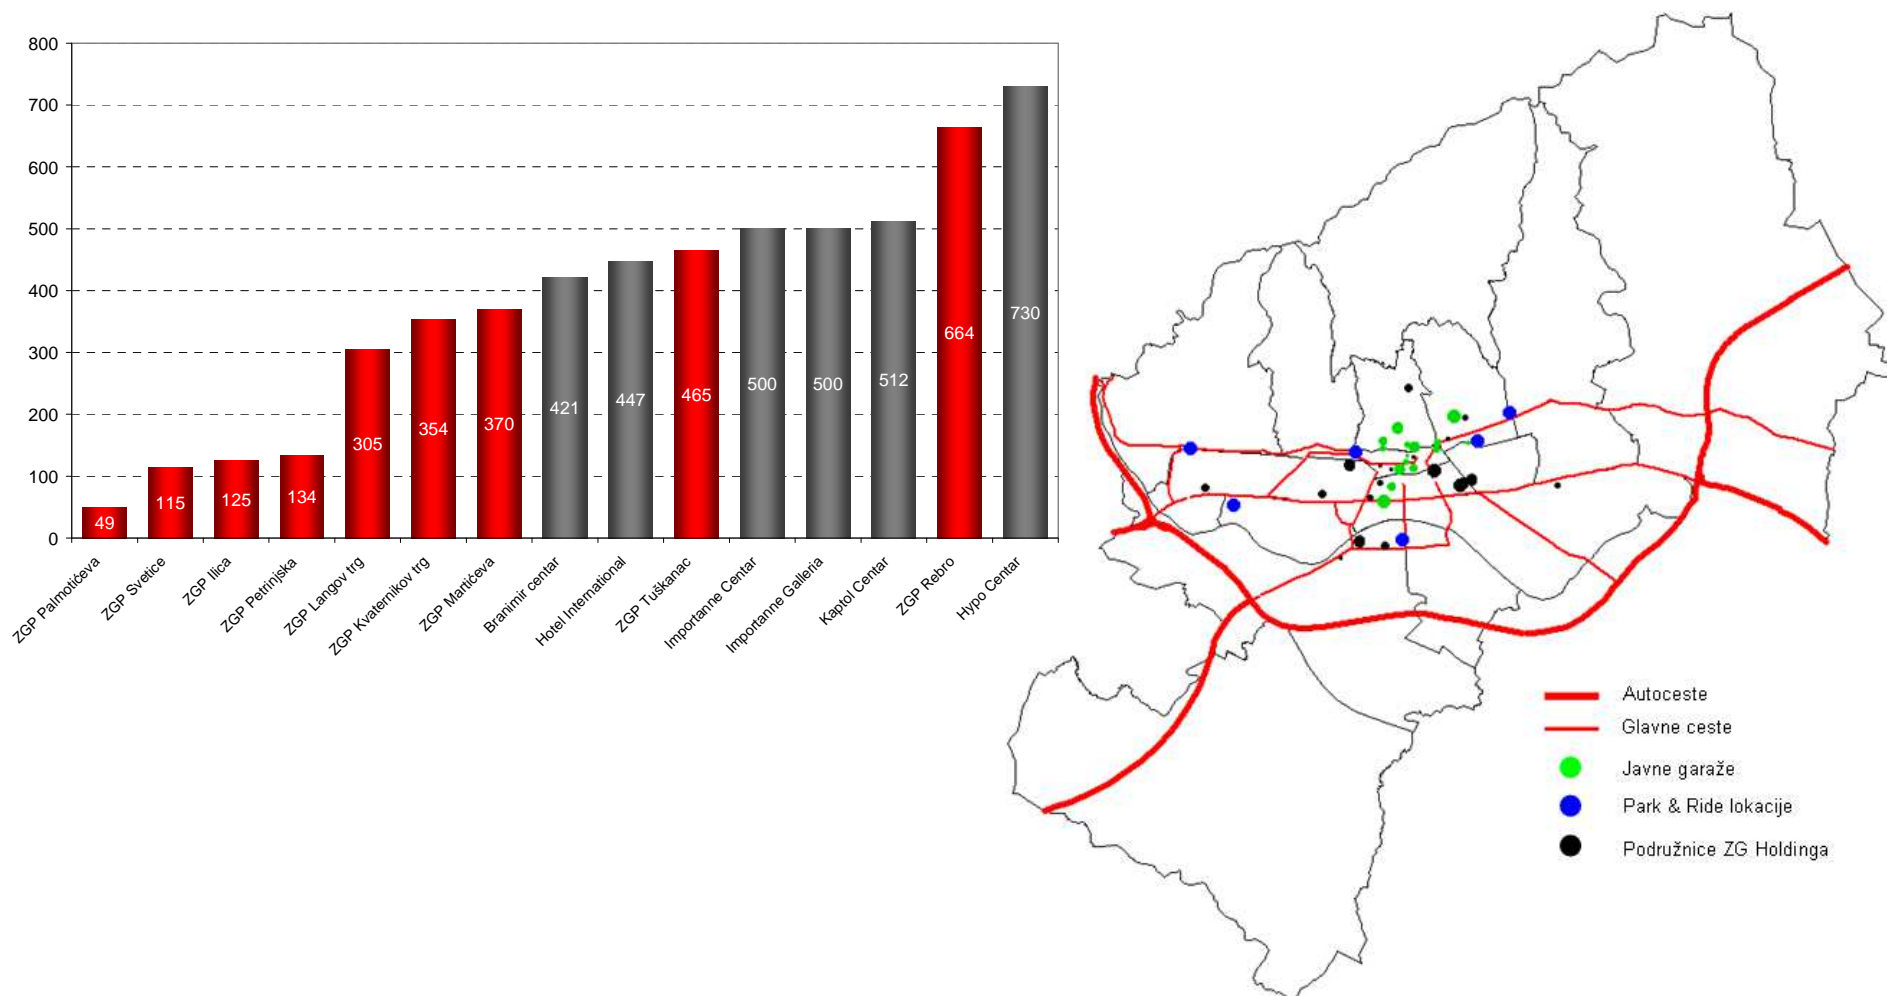 800
700
600
500
400
300
200
100
0
49
115
125
134
305
354
370
421
447
465
500
500
512
664
730
ZGP Palmotićeva
ZGP Svetice
ZGP Ilica
ZGP Petrinjska
ZGP Langov trg
ZGP Kvaternikov trg
ZGP Martićeva
Branimir centar
Hotel International
ZGP Tuškanac
Importanne Centar
Importanne Galleria
Kaptol Centar
ZGP Rebro
Hypo Centar
Autoceste
Glavne ceste
Javne garaže
Park & Ride lokacije
Podružnice ZG Holdinga